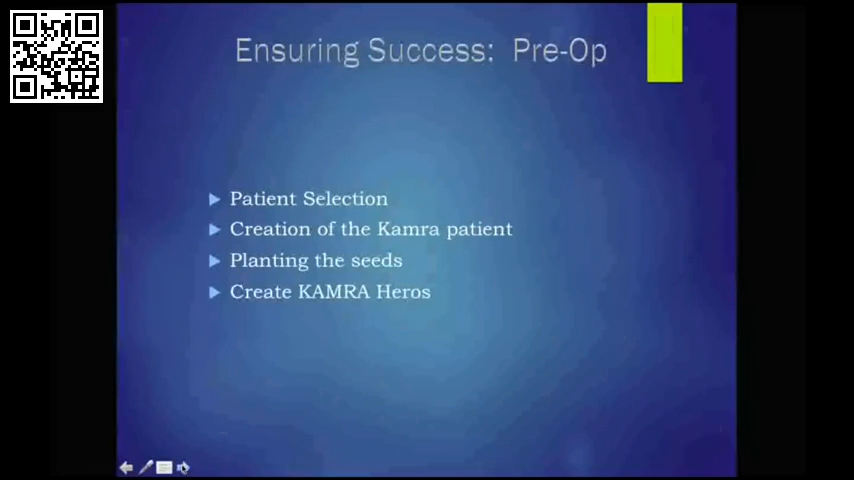 Ensuring Success: Pre-Op
Patient Selection
Creation of the Kamra patient
Planting the seeds
Create KAMRA Heros